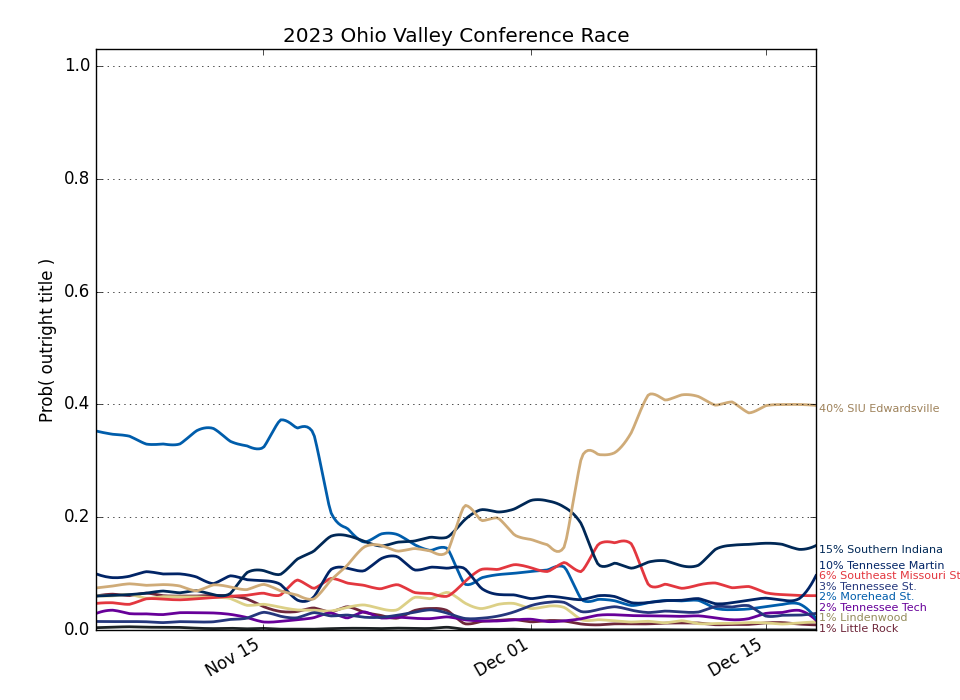 2023 Ohio Valley Conference Race
Prob( outright title )
1.0
0.8
0.6
0.4
0.2
0.0
Nov 15
Dec 01
Dec 15
40% SIU Edwardsville
15% Southern Indiana
10% Tennessee Martin
6% Southeast Missouri St
3% Tennessee St.
2% Morehead St.
2% Tennessee Tech
1% Lindenwood
1% Little Rock